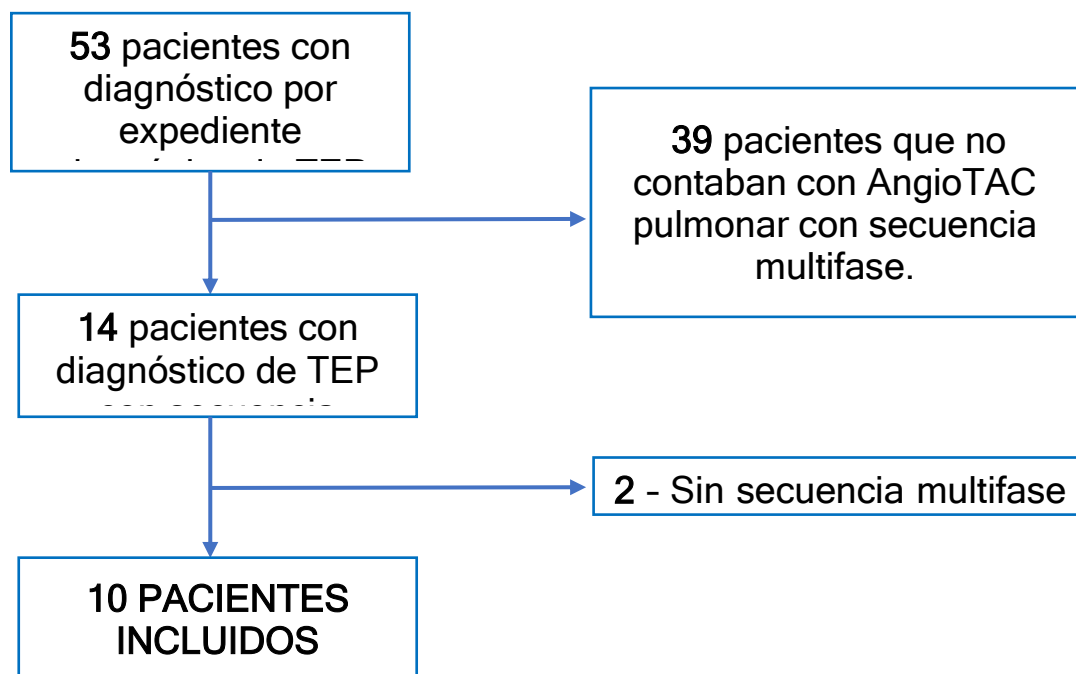 53 pacientes con
diagnóstico por
expediente
39 pacientes que no
contaban con AngioTAC
pulmonar con secuencia
multifase.
14 pacientes con
diagnóstico de TEP
2 - Sin secuencia multifase
10 PACIENTES
INCLUIDOS